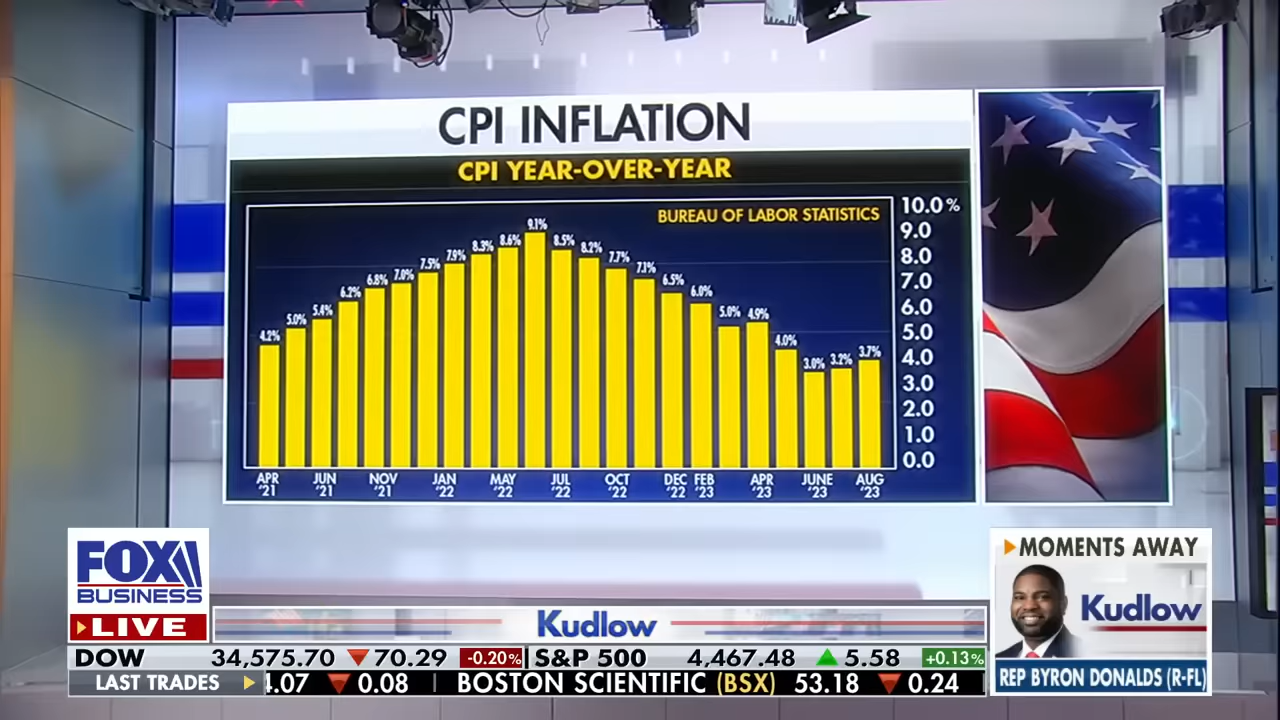 CPI INFLATION
CPI YEAR-OVER-YEAR
BUREAU OF LABOR STATISTICS
10.0%
9.0
8.0
7.0
6.0
5.0
4.0
3.0
2.0
1.0
0.0
4.2% 5.0% 5.4% 6.2% 6.8% 7.0% 7.5% 7.9% 8.3% 8.6% 9.1% 8.5% 8.2% 7.7% 7.1% 6.5% 6.0% 5.0% 4.9% 4.0% 3.0% 3.2% 3.7%
APR JUN NOV JAN MAY JUL OCT DEC FEB APR JUNE AUG
'21 '21 '21 '22 '22 '22 '22 '22 '23 '23 '23 '23
FOX
BUSINESS
LIVE
Kudlow
MOMENTS AWAY
Kudlow
REP BYRON DONALDS (R-FL)
DOW 34,575.70 70.29 -0.20% S&P 500 4,467.48 5.58 +0.13%
LAST TRADES .07 0.08 BOSTON SCIENTIFIC (BSX) 53.18 0.24